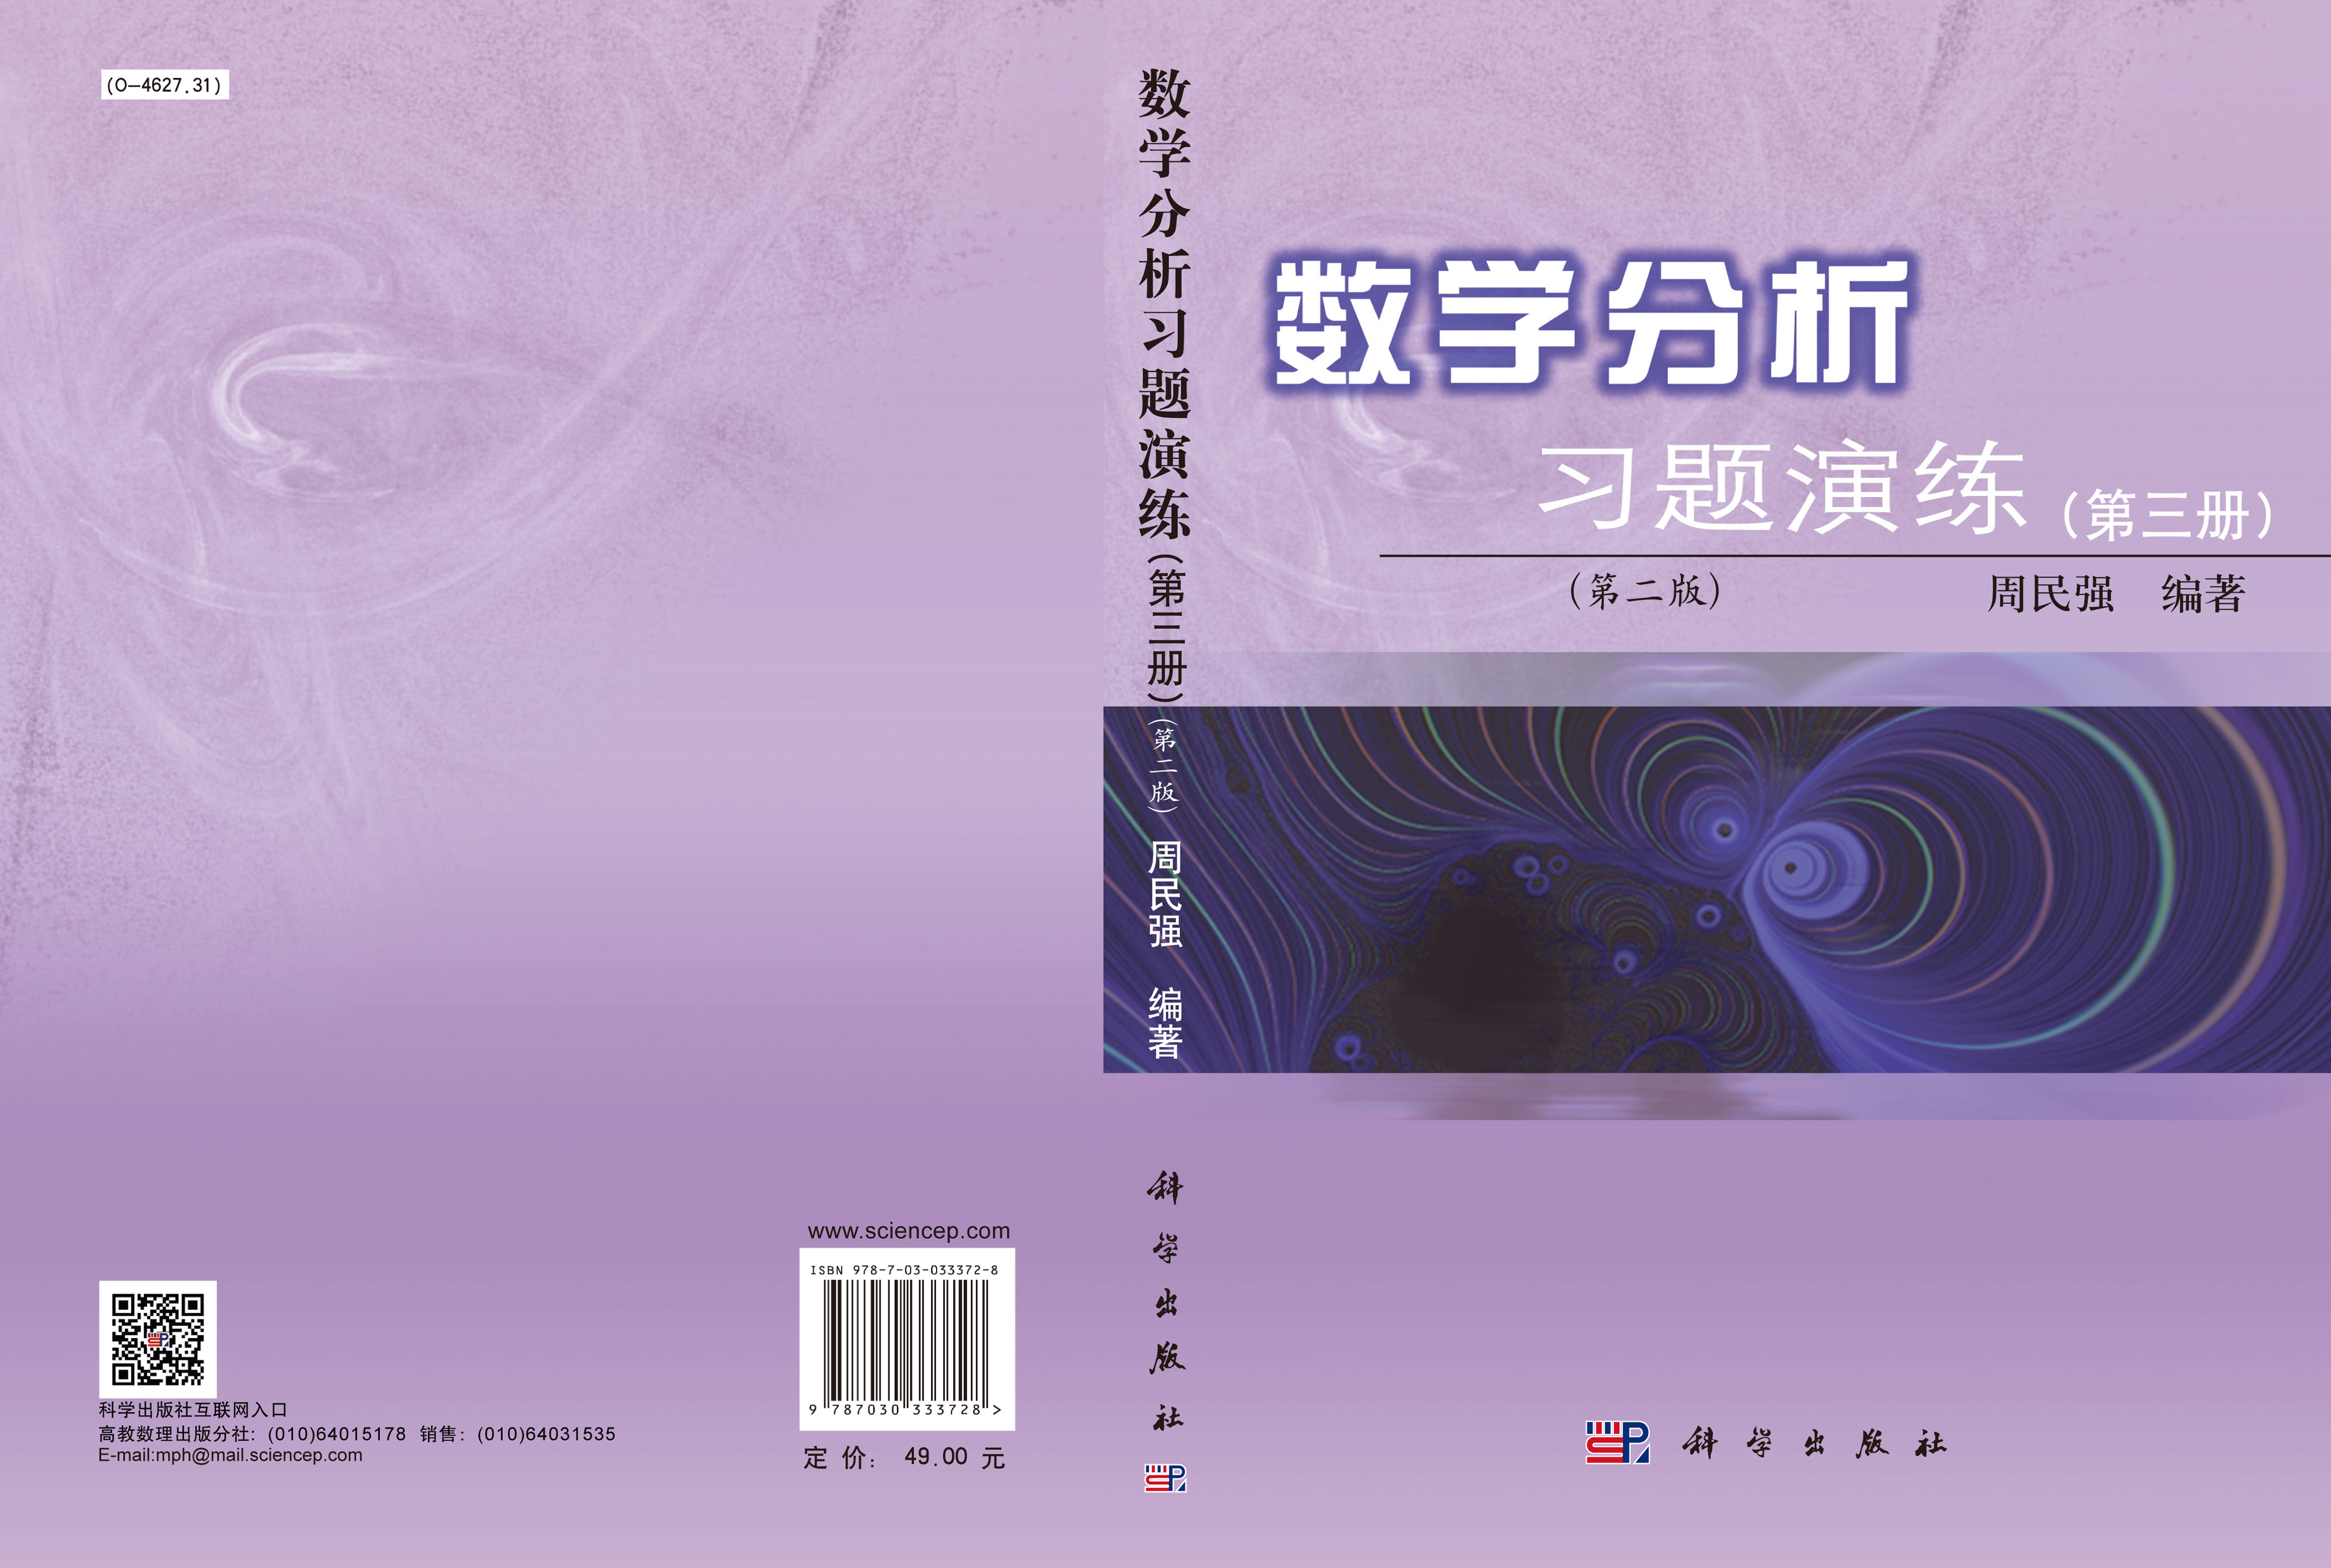 (O-4627.31)
www.sciencep.com
ISBN 978-7-03-033372-8
9 787030 333728 >
定 价： 49.00 元
科学出版社互联网入口
高教数理出版分社：(010)64015178 销售：(010)64031535
E-mail:mph@mail.sciencep.com
数学分析习题演练（第三册）（第二版） 周民强 编著
科学出版社
数学分析
习题演练（第三册）
（第二版） 周民强 编著
科学出版社